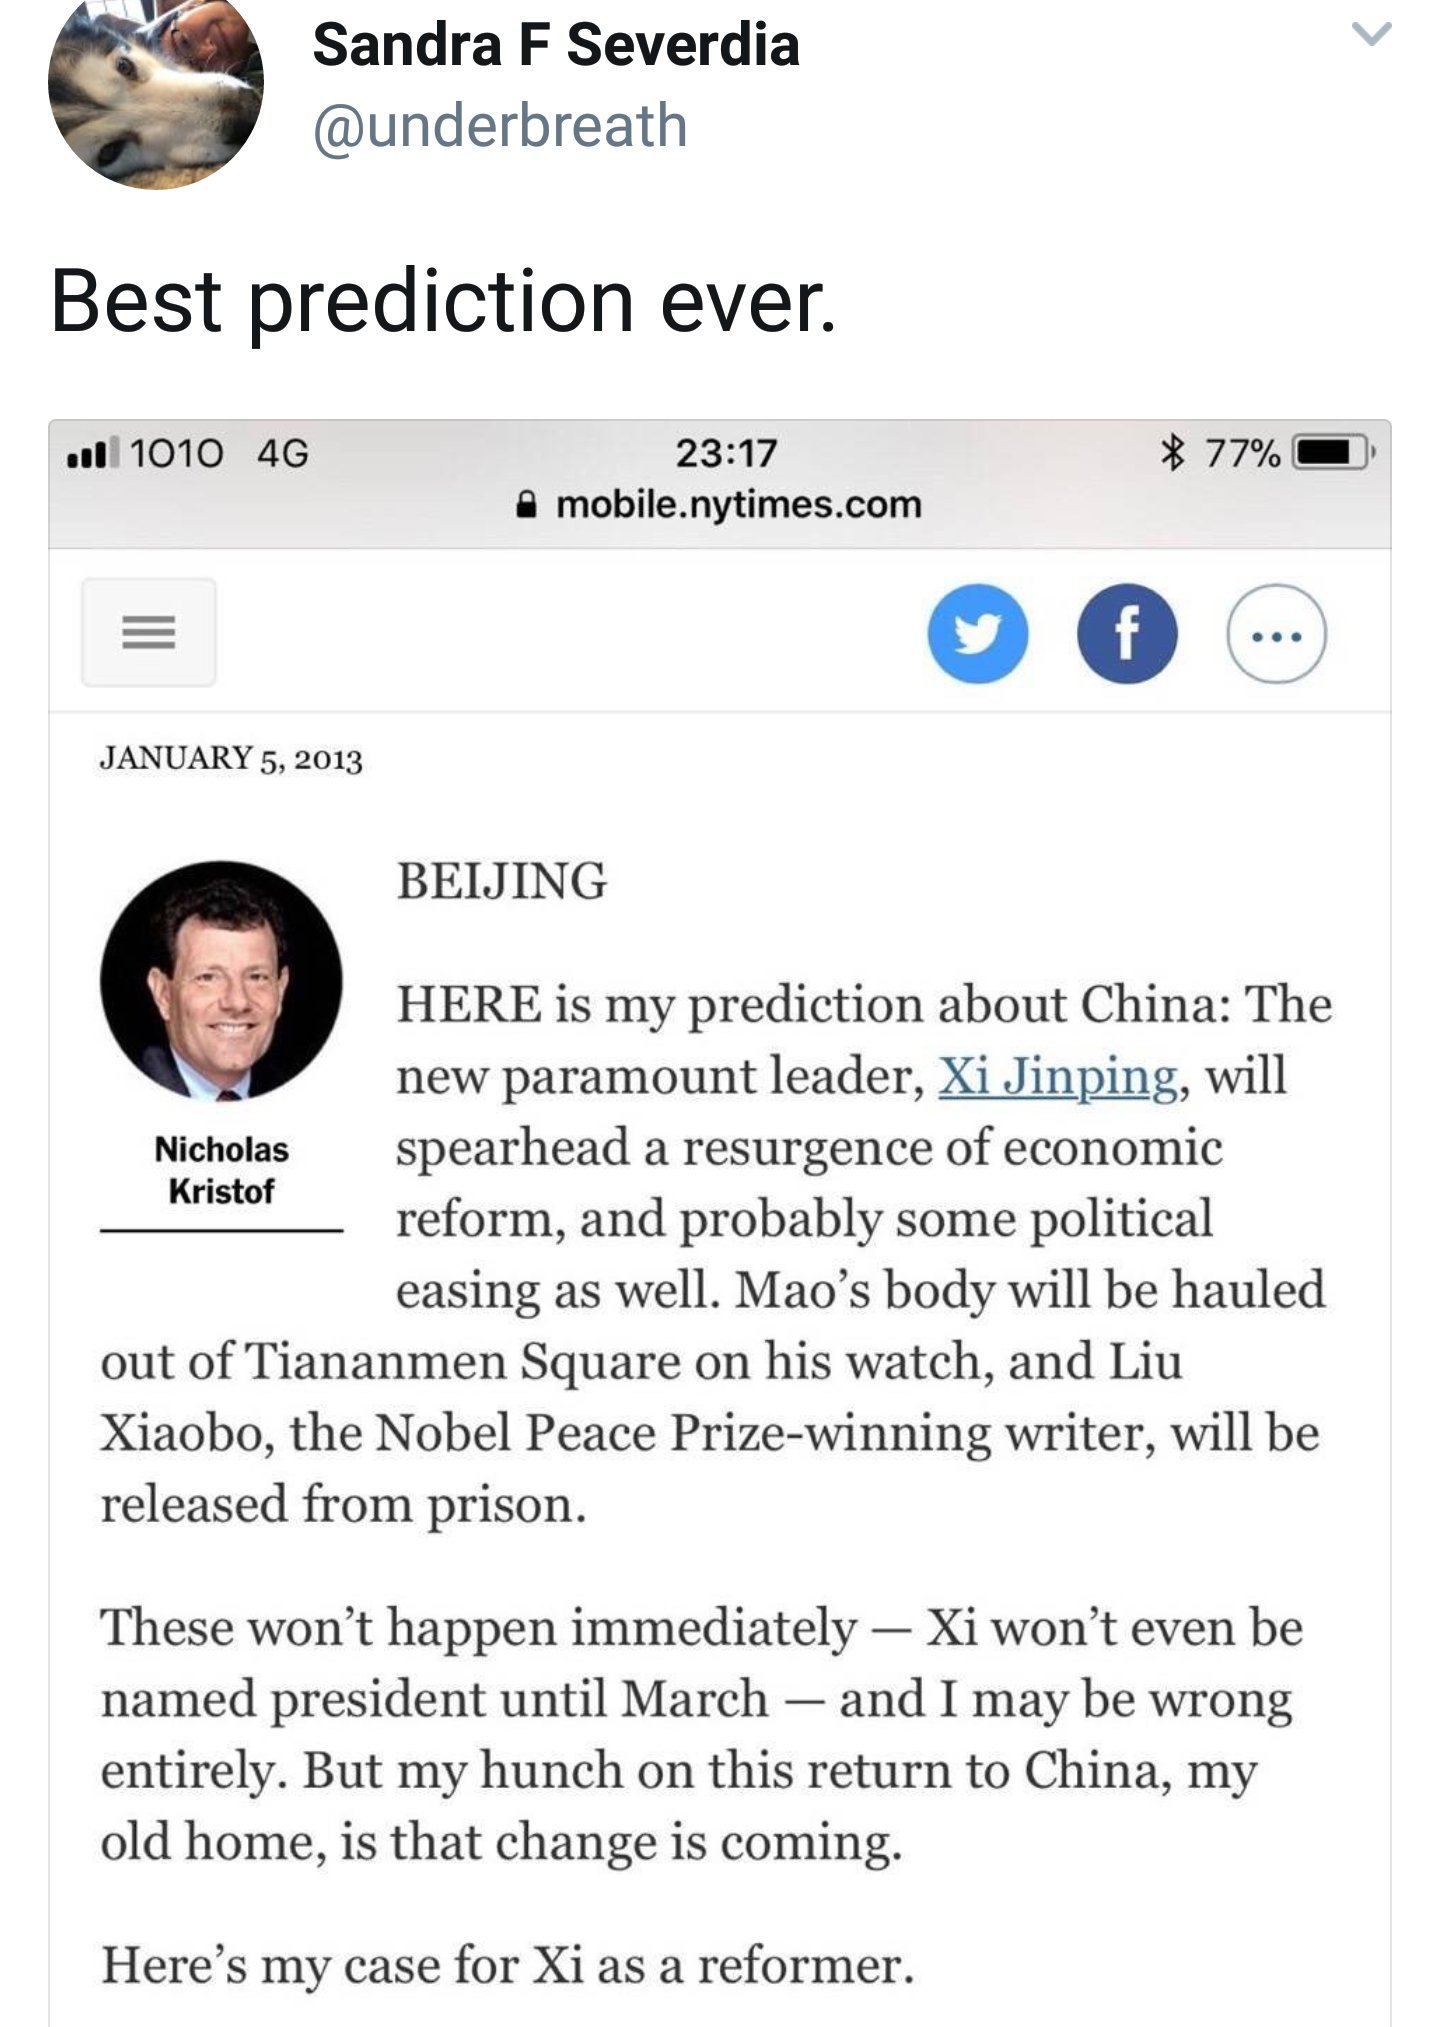 Sandra F Severdia
@underbreath
Best prediction ever.
1O1O 4G 23:17 77%
mobile.nytimes.com
f
JANUARY 5, 2013
BEIJING
HERE is my prediction about China: The
new paramount leader, Xi Jinping, will
spearhead a resurgence of economic
reform, and probably some political
easing as well. Mao’s body will be hauled
Nicholas
Kristof
out of Tiananmen Square on his watch, and Liu
Xiaobo, the Nobel Peace Prize-winning writer, will be
released from prison.
These won’t happen immediately — Xi won’t even be
named president until March — and I may be wrong
entirely. But my hunch on this return to China, my
old home, is that change is coming.
Here’s my case for Xi as a reformer.